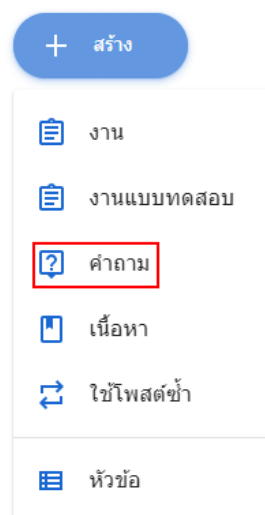 สร้าง
งาน
งานแบบทดสอบ
คำถาม
เนื้อหา
ใช้โพสต์ซ้ำ
หัวข้อ